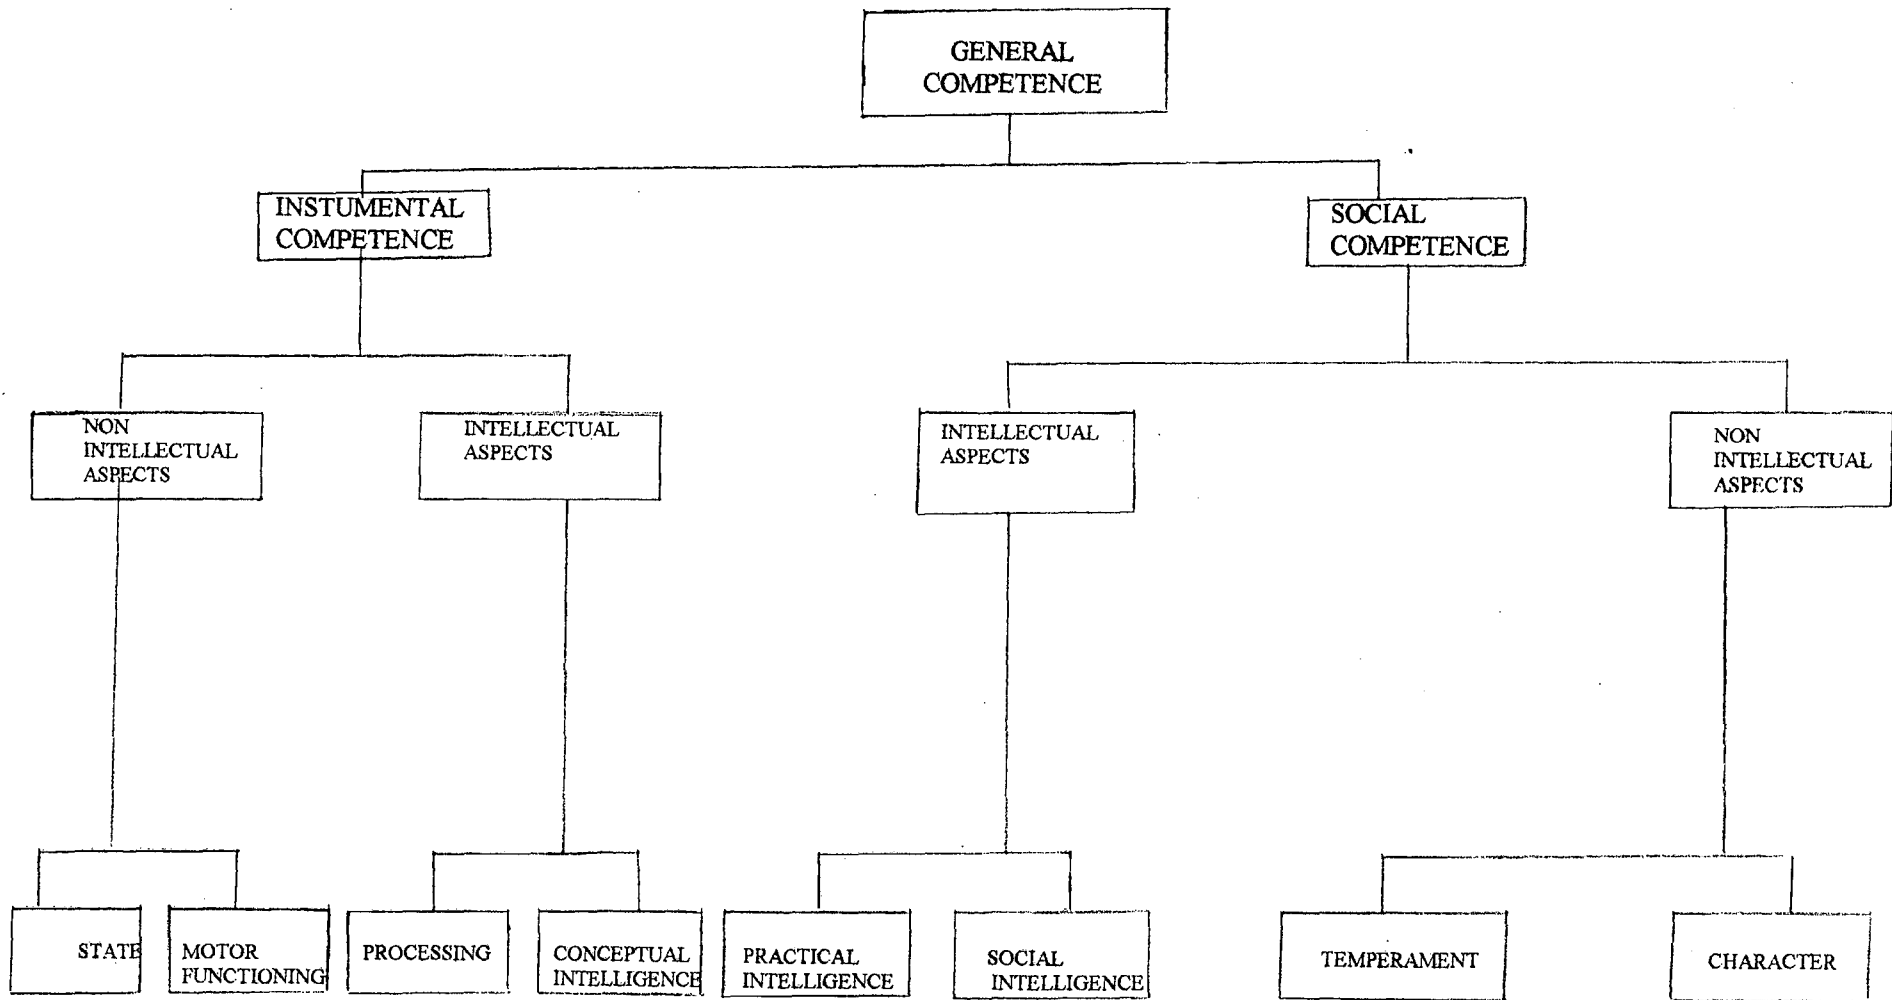 GENERAL
COMPETENCE
INSTUMENTAL
COMPETENCE
SOCIAL
COMPETENCE
NON
INTELLECTUAL
ASPECTS
INTELLECTUAL
ASPECTS
INTELLECTUAL
ASPECTS
NON
INTELLECTUAL
ASPECTS
STATE
MOTOR
FUNCTIONING
PROCESSING
CONCEPTUAL
INTELLIGENCE
PRACTICAL
INTELLIGENCE
SOCIAL
INTELLIGENCE
TEMPERAMENT
CHARACTER